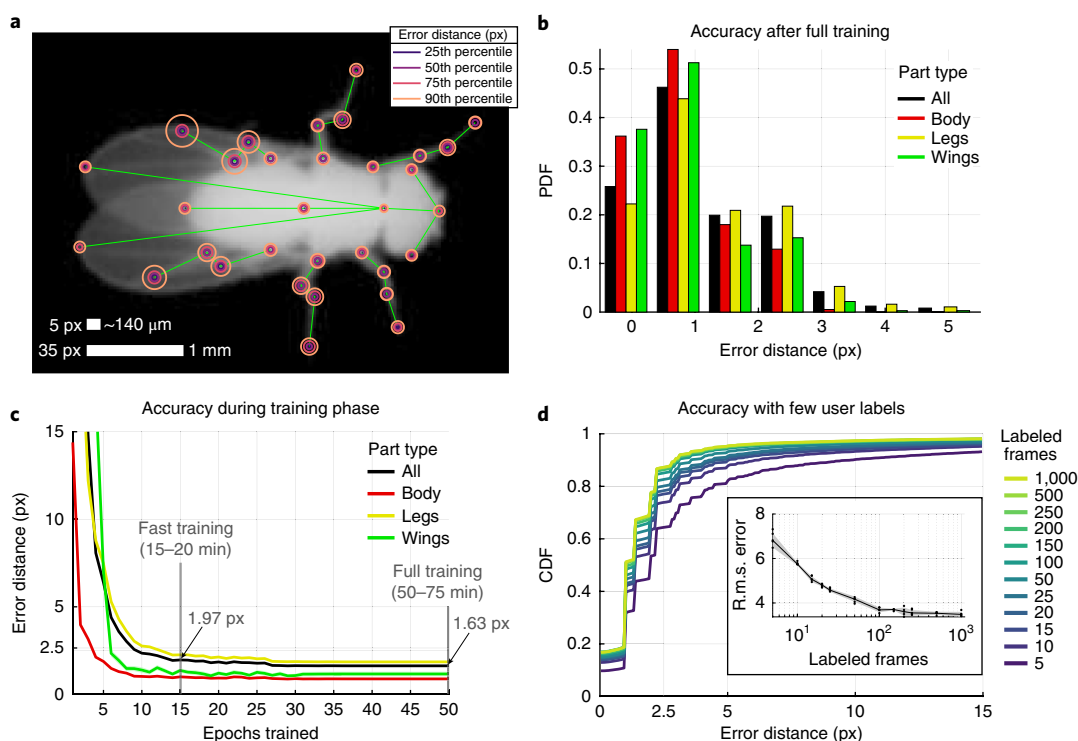 a
Error distance (px)
25th percentile
50th percentile
75th percentile
90th percentile
5 px ~140 μm
35 px 1 mm
b
Accuracy after full training
PDF
0.5
0.4
0.3
0.2
0.1
0
Part type
All
Body
Legs
Wings
0 1 2 3 4 5
Error distance (px)
c
Accuracy during training phase
Error distance (px)
15
10
5
2.5
0
Part type
All
Body
Legs
Wings
Fast training
(15–20 min)
1.97 px
Full training
(50–75 min)
1.63 px
5 10 15 20 25 30 35 40 45 50
Epochs trained
d
Accuracy with few user labels
CDF
1
0.8
0.6
0.4
0.2
0
R.m.s. error
8
6
4
10¹ 10² 10³
Labeled frames
0 2.5 5 10 15
Error distance (px)
Labeled
frames
1,000
500
250
200
150
100
50
25
20
15
10
5